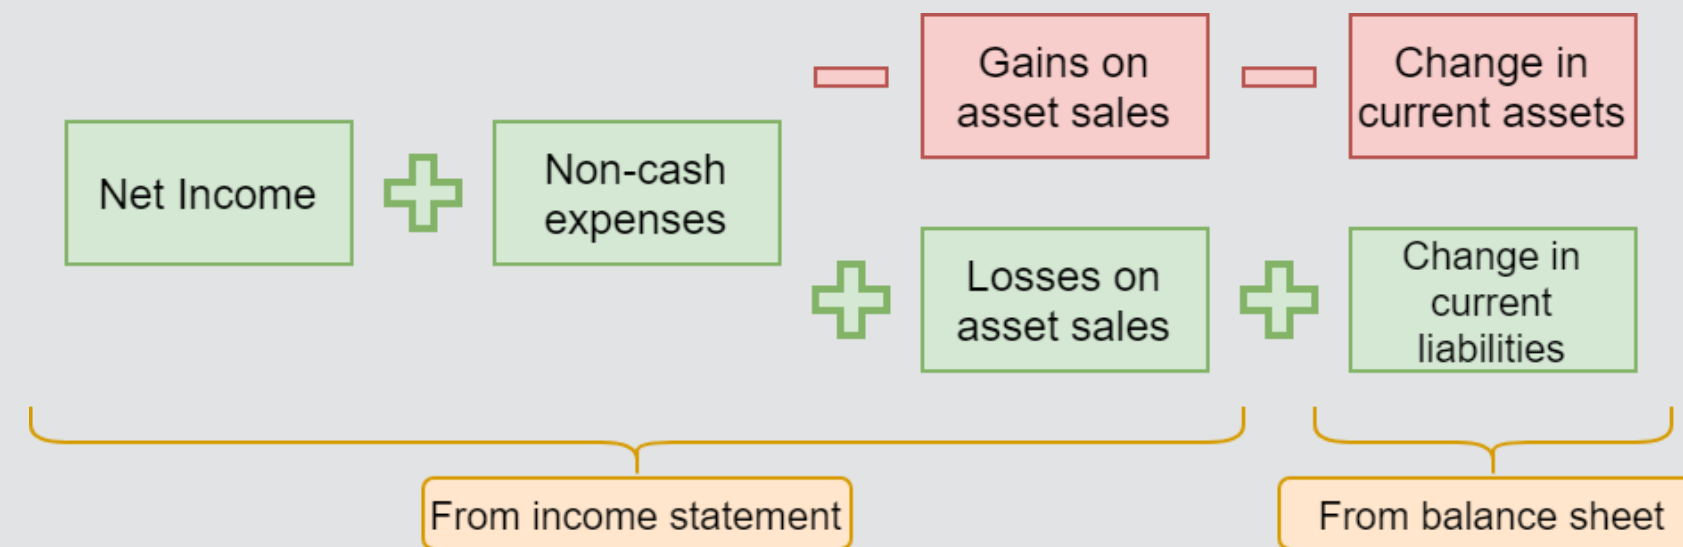 Net Income
Non-cash
expenses
Gains on
asset sales
Change in
current assets
Losses on
asset sales
Change in
current
liabilities
From income statement
From balance sheet